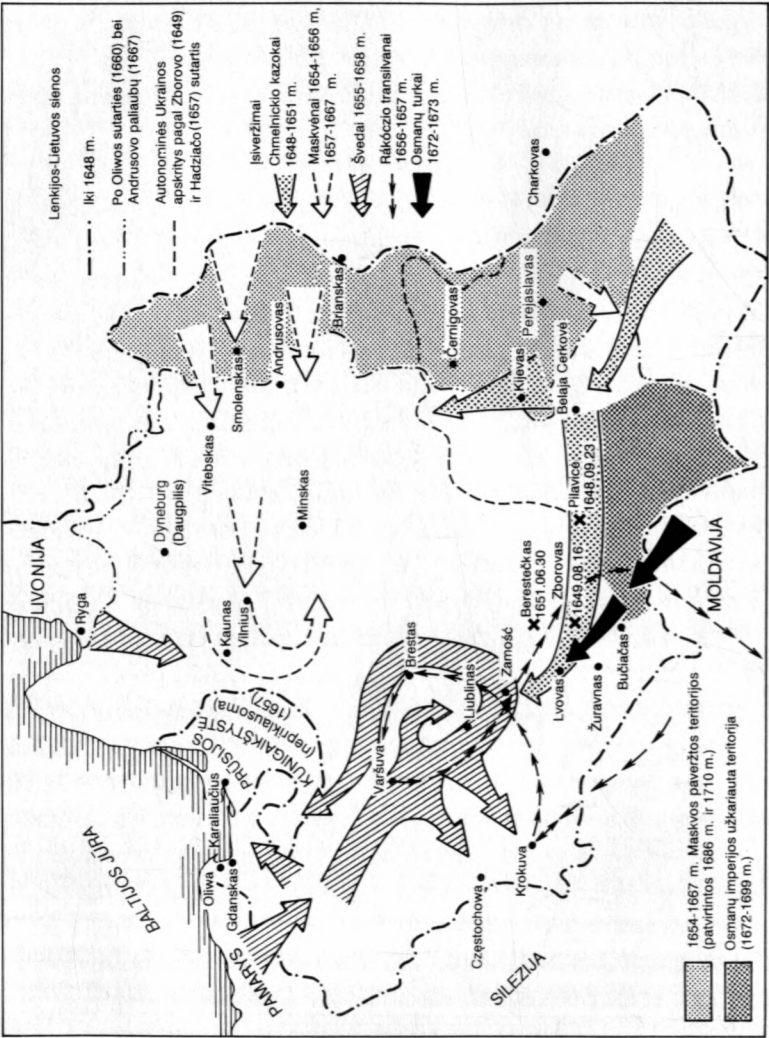 Lenkijos-Lietuvos sienos
Iki 1648 m.
Po Oliwos sutarties (1660) bei
Andrusovo paliaubų (1667)
Autonominės Ukrainos
apskritys pagal Zborovo (1649)
ir Hadziačo(1657) sutartis
Įsiveržimai
Chmelnickio kazokai
1648-1651 m.
Maskvėnai 1654-1656 m,
1657-1667 m.
Švedai 1655-1658 m.
Rákóczio transilvanai
1656-1657 m.
Osmanų turkai
1672-1673 m.
LIVONIJA
Ryga
BALTIJOS JŪRA
Dyneburg
(Daugpilis)
Vitebskas
Smolenskas
Andrusovas
Brianskas
Kaunas
Vilnius
Minskas
PRŪSIJOS
KUNIGAIKŠTYSTĖ
(nepriklausoma)
(1657)
Karaliaučius
Oliwa
Gdanskas
PAMARYS
Černigovas
Charkovas
Perejaslavas
Kijevas
Belaja Cerkovė
Brestas
Varšuva
Liublinas
Zamość
Berestečkas
1651.06.30
Zborovas
1649.08.16.
Pilavicė
1648.09.23
Lvovas
Žuravnas
Bučiačas
Częstochowa
Krokuva
SILEZIJA
MOLDAVIJA
1654-1667 m. Maskvos paveržtos teritorijos
(patvirtintos 1686 m. ir 1710 m.)
Osmanų imperijos užkariauta teritorija
(1672-1699 m.)